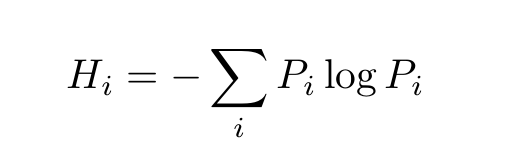 H_i = -\sum_i P_i \log P_i